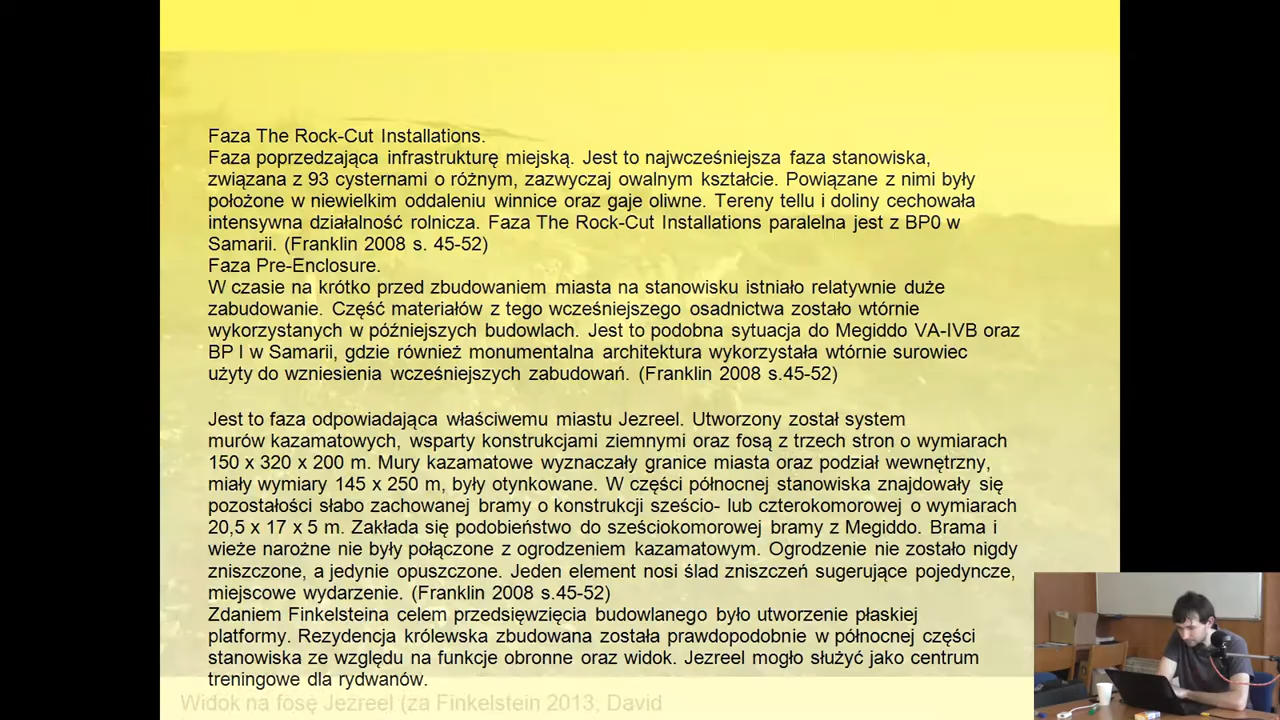 Faza The Rock-Cut Installations.
Faza poprzedzająca infrastrukturę miejską. Jest to najwcześniejsza faza stanowiska,
związana z 93 cysternami o różnym, zazwyczaj owalnym kształcie. Powiązane z nimi były
położone w niewielkim oddaleniu winnice oraz gaje oliwne. Tereny tellu i doliny cechowała
intensywna działalność rolnicza. Faza The Rock-Cut Installations paralelna jest z BP0 w
Samarii. (Franklin 2008 s. 45-52)
Faza Pre-Enclosure.
W czasie na krótko przed zbudowaniem miasta na stanowisku istniało relatywnie duże
zabudowanie. Część materiałów z tego wcześniejszego osadnictwa zostało wtórnie
wykorzystanych w późniejszych budowlach. Jest to podobna sytuacja do Megiddo VA-IVB oraz
BP I w Samarii, gdzie również monumentalna architektura wykorzystała wtórnie surowiec
użyty do wzniesienia wcześniejszych zabudowań. (Franklin 2008 s.45-52)
Jest to faza odpowiadająca właściwemu miastu Jezreel. Utworzony został system
murów kazamatowych, wsparty konstrukcjami ziemnymi oraz fosą z trzech stron o wymiarach
150 x 320 x 200 m. Mury kazamatowe wyznaczały granice miasta oraz podział wewnętrzny,
miały wymiary 145 x 250 m, były otynkowane. W części północnej stanowiska znajdowały się
pozostałości słabo zachowanej bramy o konstrukcji sześcio- lub czterokomorowej o wymiarach
20,5 x 17 x 5 m. Zakłada się podobieństwo do sześciokomorowej bramy z Megiddo. Brama i
wieże narożne nie były połączone z ogrodzeniem kazamatowym. Ogrodzenie nie zostało nigdy
zniszczone, a jedynie opuszczone. Jeden element nosi ślad zniszczeń sugerujące pojedyncze,
miejscowe wydarzenie. (Franklin 2008 s.45-52)
Zdaniem Finkelsteina celem przedsięwzięcia budowlanego było utworzenie płaskiej
platformy. Rezydencja królewska zbudowana została prawdopodobnie w północnej części
stanowiska ze względu na funkcje obronne oraz widok. Jezreel mogło służyć jako centrum
treningowe dla rydwanów.
Widok na fosę Jezreel (za Finkelstein 2013, David